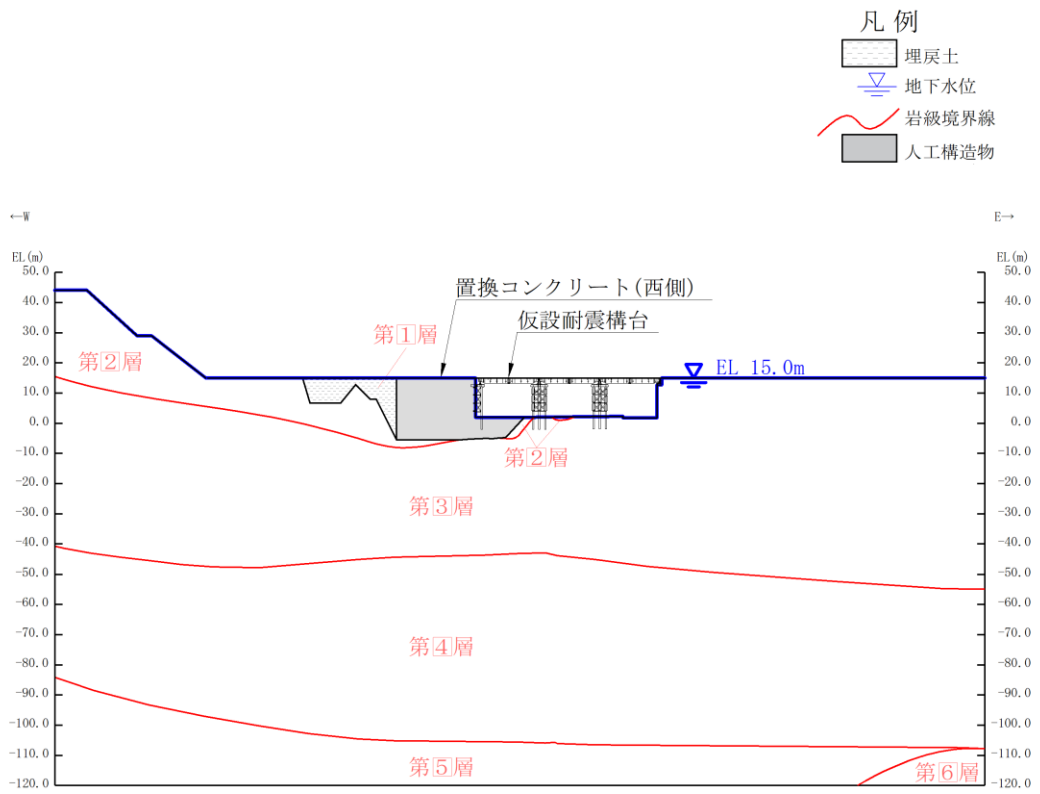 凡例
埋戻土
地下水位
岩級境界線
人工構造物
←W
E→
EL(m)
EL(m)
50.0
50.0
40.0
40.0
30.0
30.0
20.0
20.0
10.0
10.0
0.0
0.0
-10.0
-10.0
-20.0
-20.0
-30.0
-30.0
-40.0
-40.0
-50.0
-50.0
-60.0
-60.0
-70.0
-70.0
-80.0
-80.0
-90.0
-90.0
-100.0
-100.0
-110.0
-110.0
-120.0
-120.0
置換コンクリート(西側)
仮設耐震構台
第1層
第2層
EL 15.0m
第2層
第3層
第4層
第5層
第6層